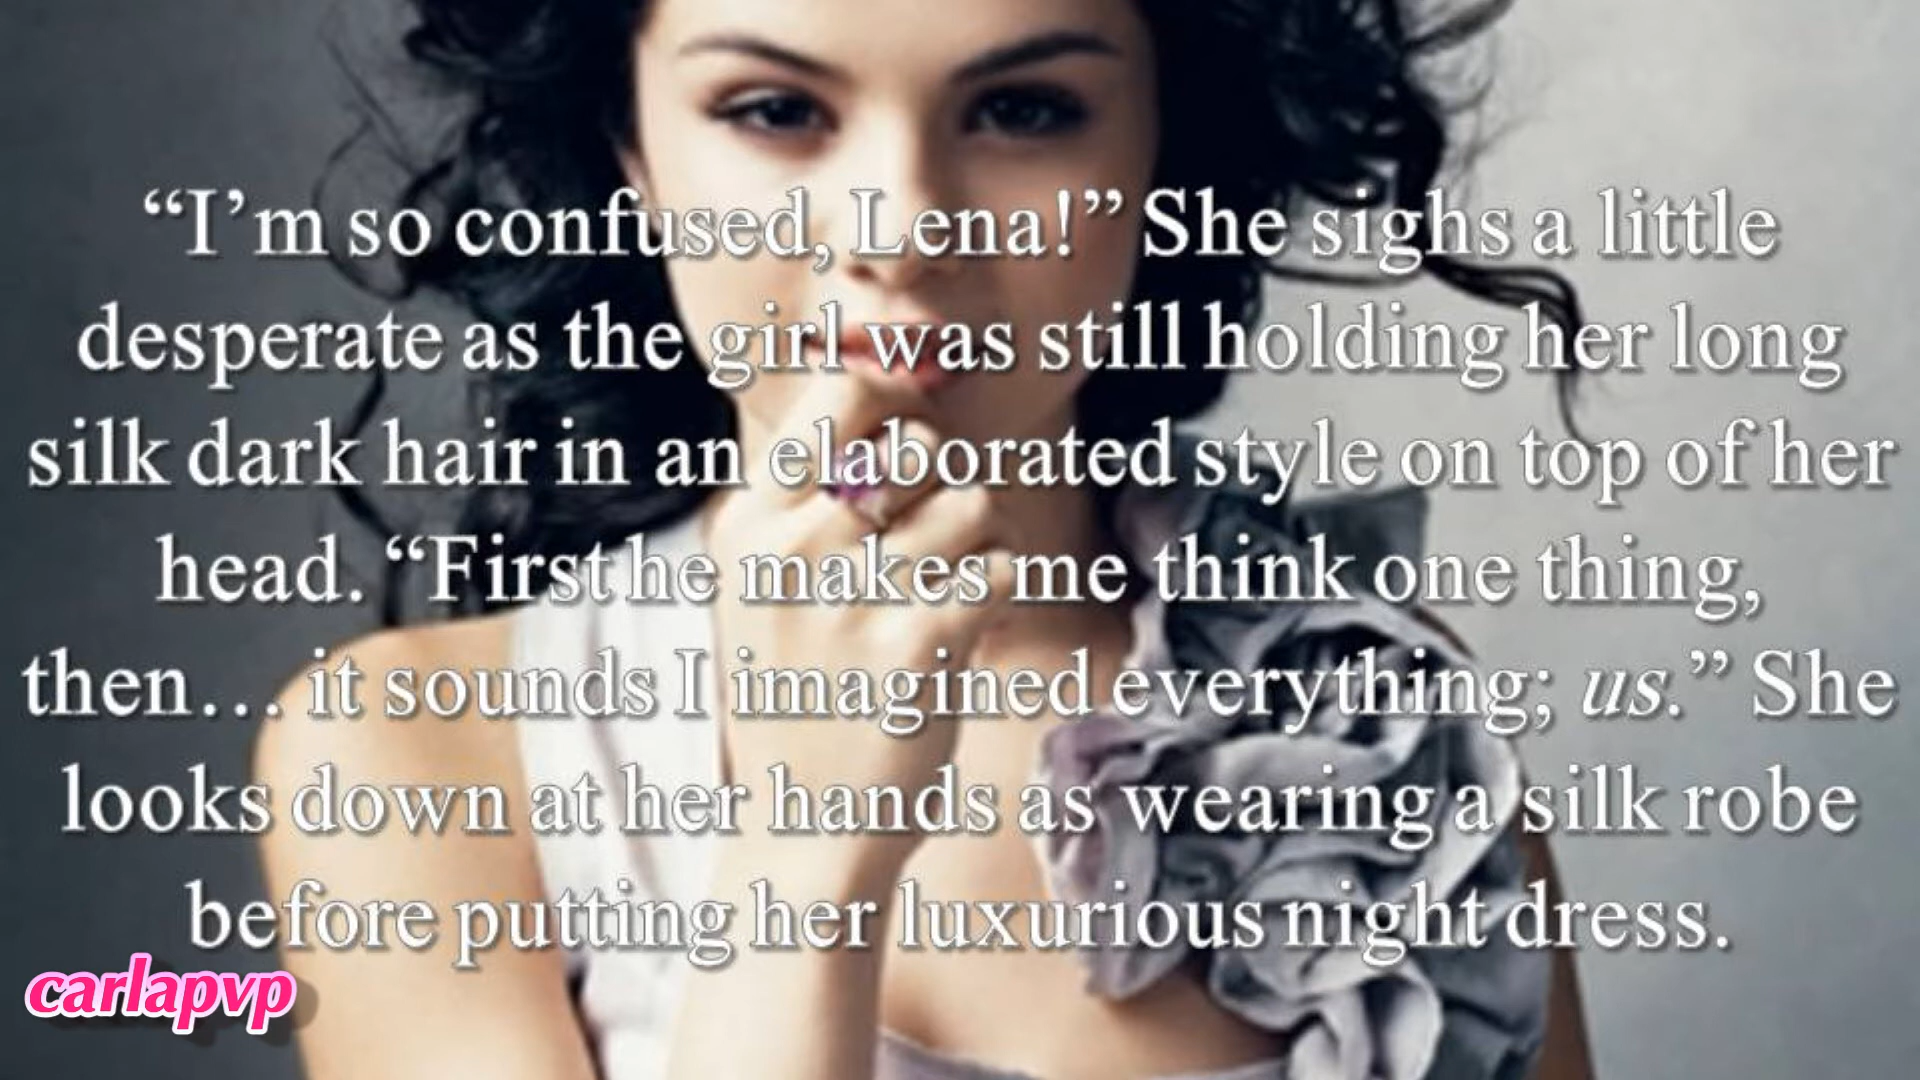 “I’m so confused, Lena!” She sighs a little
desperate as the girl was still holding her long
silk dark hair in an elaborated style on top of her
head. “First he makes me think one thing,
then… it sounds I imagined everything; us.” She
looks down at her hands as wearing a silk robe
before putting her luxurious night dress.
carlapvp